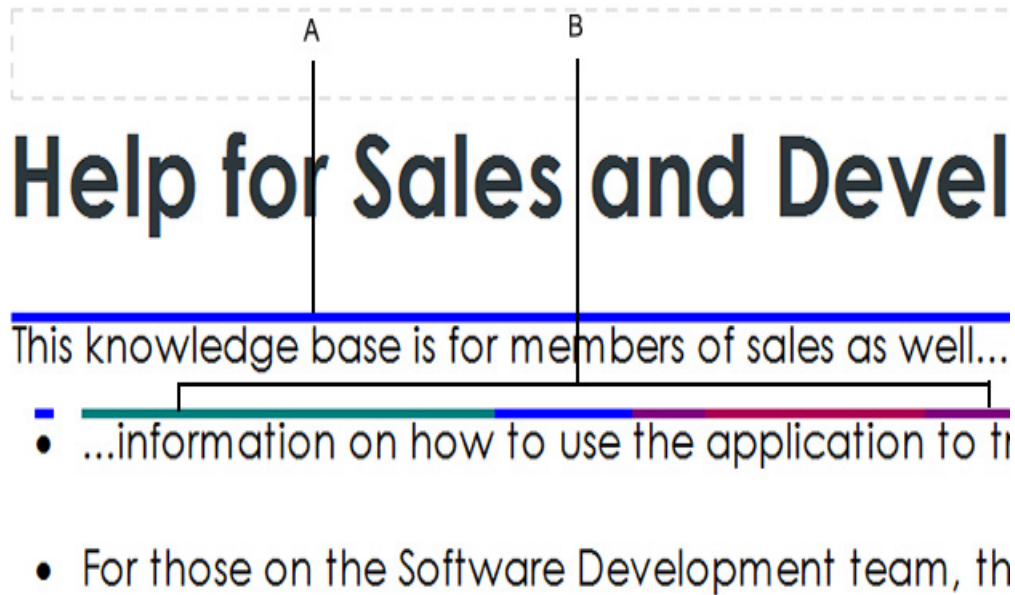 A B
Help for Sales and Devel
This knowledge base is for members of sales as well...
• ...information on how to use the application to tr
• For those on the Software Development team, th